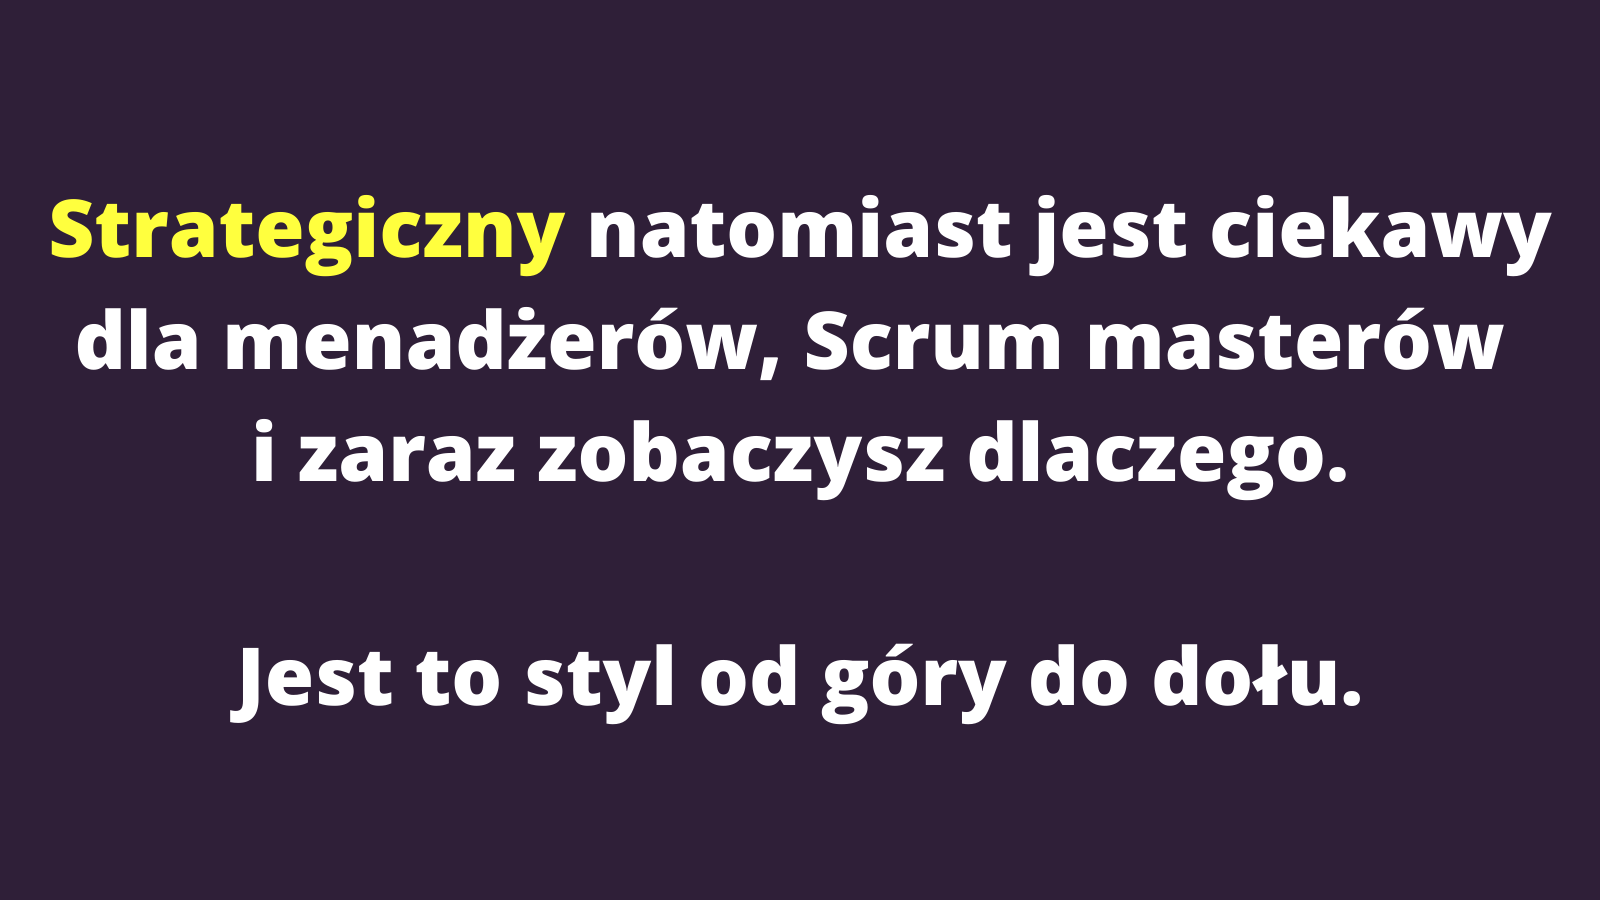 Strategiczny natomiast jest ciekawy
dla menadżerów, Scrum masterów
i zaraz zobaczysz dlaczego.
Jest to styl od góry do dołu.